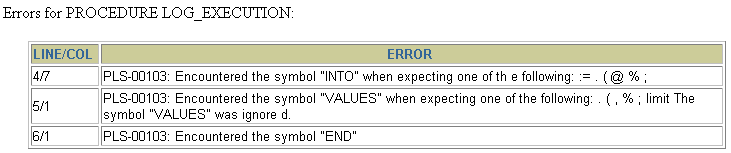 Errors for PROCEDURE LOG_EXECUTION:
LINE/COL ERROR
4/7 PLS-00103: Encountered the symbol "INTO" when expecting one of th e following: := . ( @ % ;
5/1 PLS-00103: Encountered the symbol "VALUES" when expecting one of the following: . ( , % ; limit The
symbol "VALUES" was ignore d.
6/1 PLS-00103: Encountered the symbol "END"